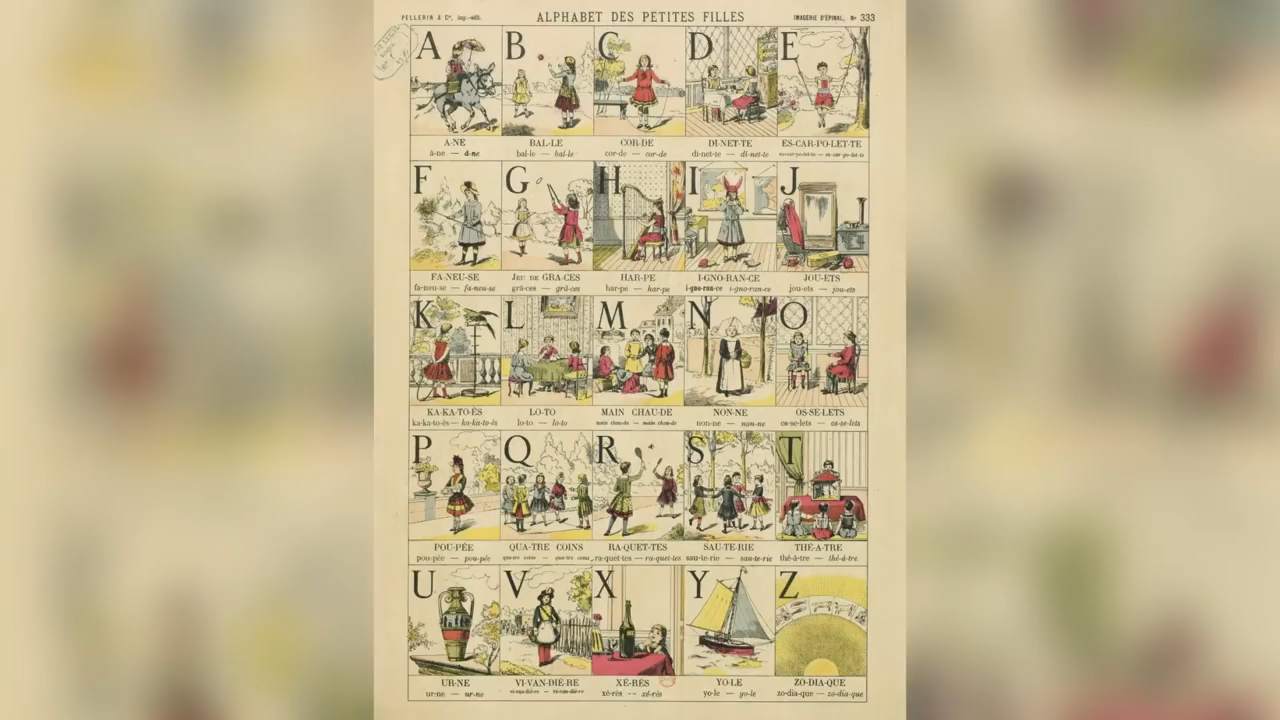 PELLERIN & Cie, imp.-édit.
ALPHABET DES PETITES FILLES
IMAGERIE D'ÉPINAL, No 333
A B C D E
A-NE BAL-LE COR-DE DI-NET-TE ES-CAR-PO-LET-TE
â-ne — â-ne bal-le — bal-le cor-de — cor-de di-net-te — di-net-te es-car-po-let-te — es-car-po-let-te
F G H I J
FA-NEU-SE JEU DE GRA-CES HAR-PE I-GNO-RAN-CE JOU-ETS
fa-neu-se — fa-neu-se grâ-ces — grâ-ces har-pe — har-pe i-gno-ran-ce i-gno-ran-ce jou-ets — jou-ets
K L M N O
KA-KA-TO-ÈS LO-TO MAIN CHAU-DE NON-NE OS-SE-LETS
ka-ka-to-ès — ka-ka-to-ès lo-to — lo-to main chau-de — main chau-de non-ne — non-ne os-se-lets — os-se-lets
P Q R S T
POU-PÉE QUA-TRE COINS RA-QUET-TES SAU-TE-RIE THÉ-A-TRE
pou-pée — pou-pée qua-tre coins — qua-tre coins ra-quet-tes — ra-quet-tes sau-te-rie — sau-te-rie thé-â-tre — thé-â-tre
U V X Y Z
UR-NE VI-VAN-DIÈ-RE XÉ-RÈS YO-LE ZO-DIA-QUE
ur-ne — ur-ne vi-van-diè-re — vi-van-diè-re xé-rès — xé-rès yo-le — yo-le zo-dia-que — zo-dia-que